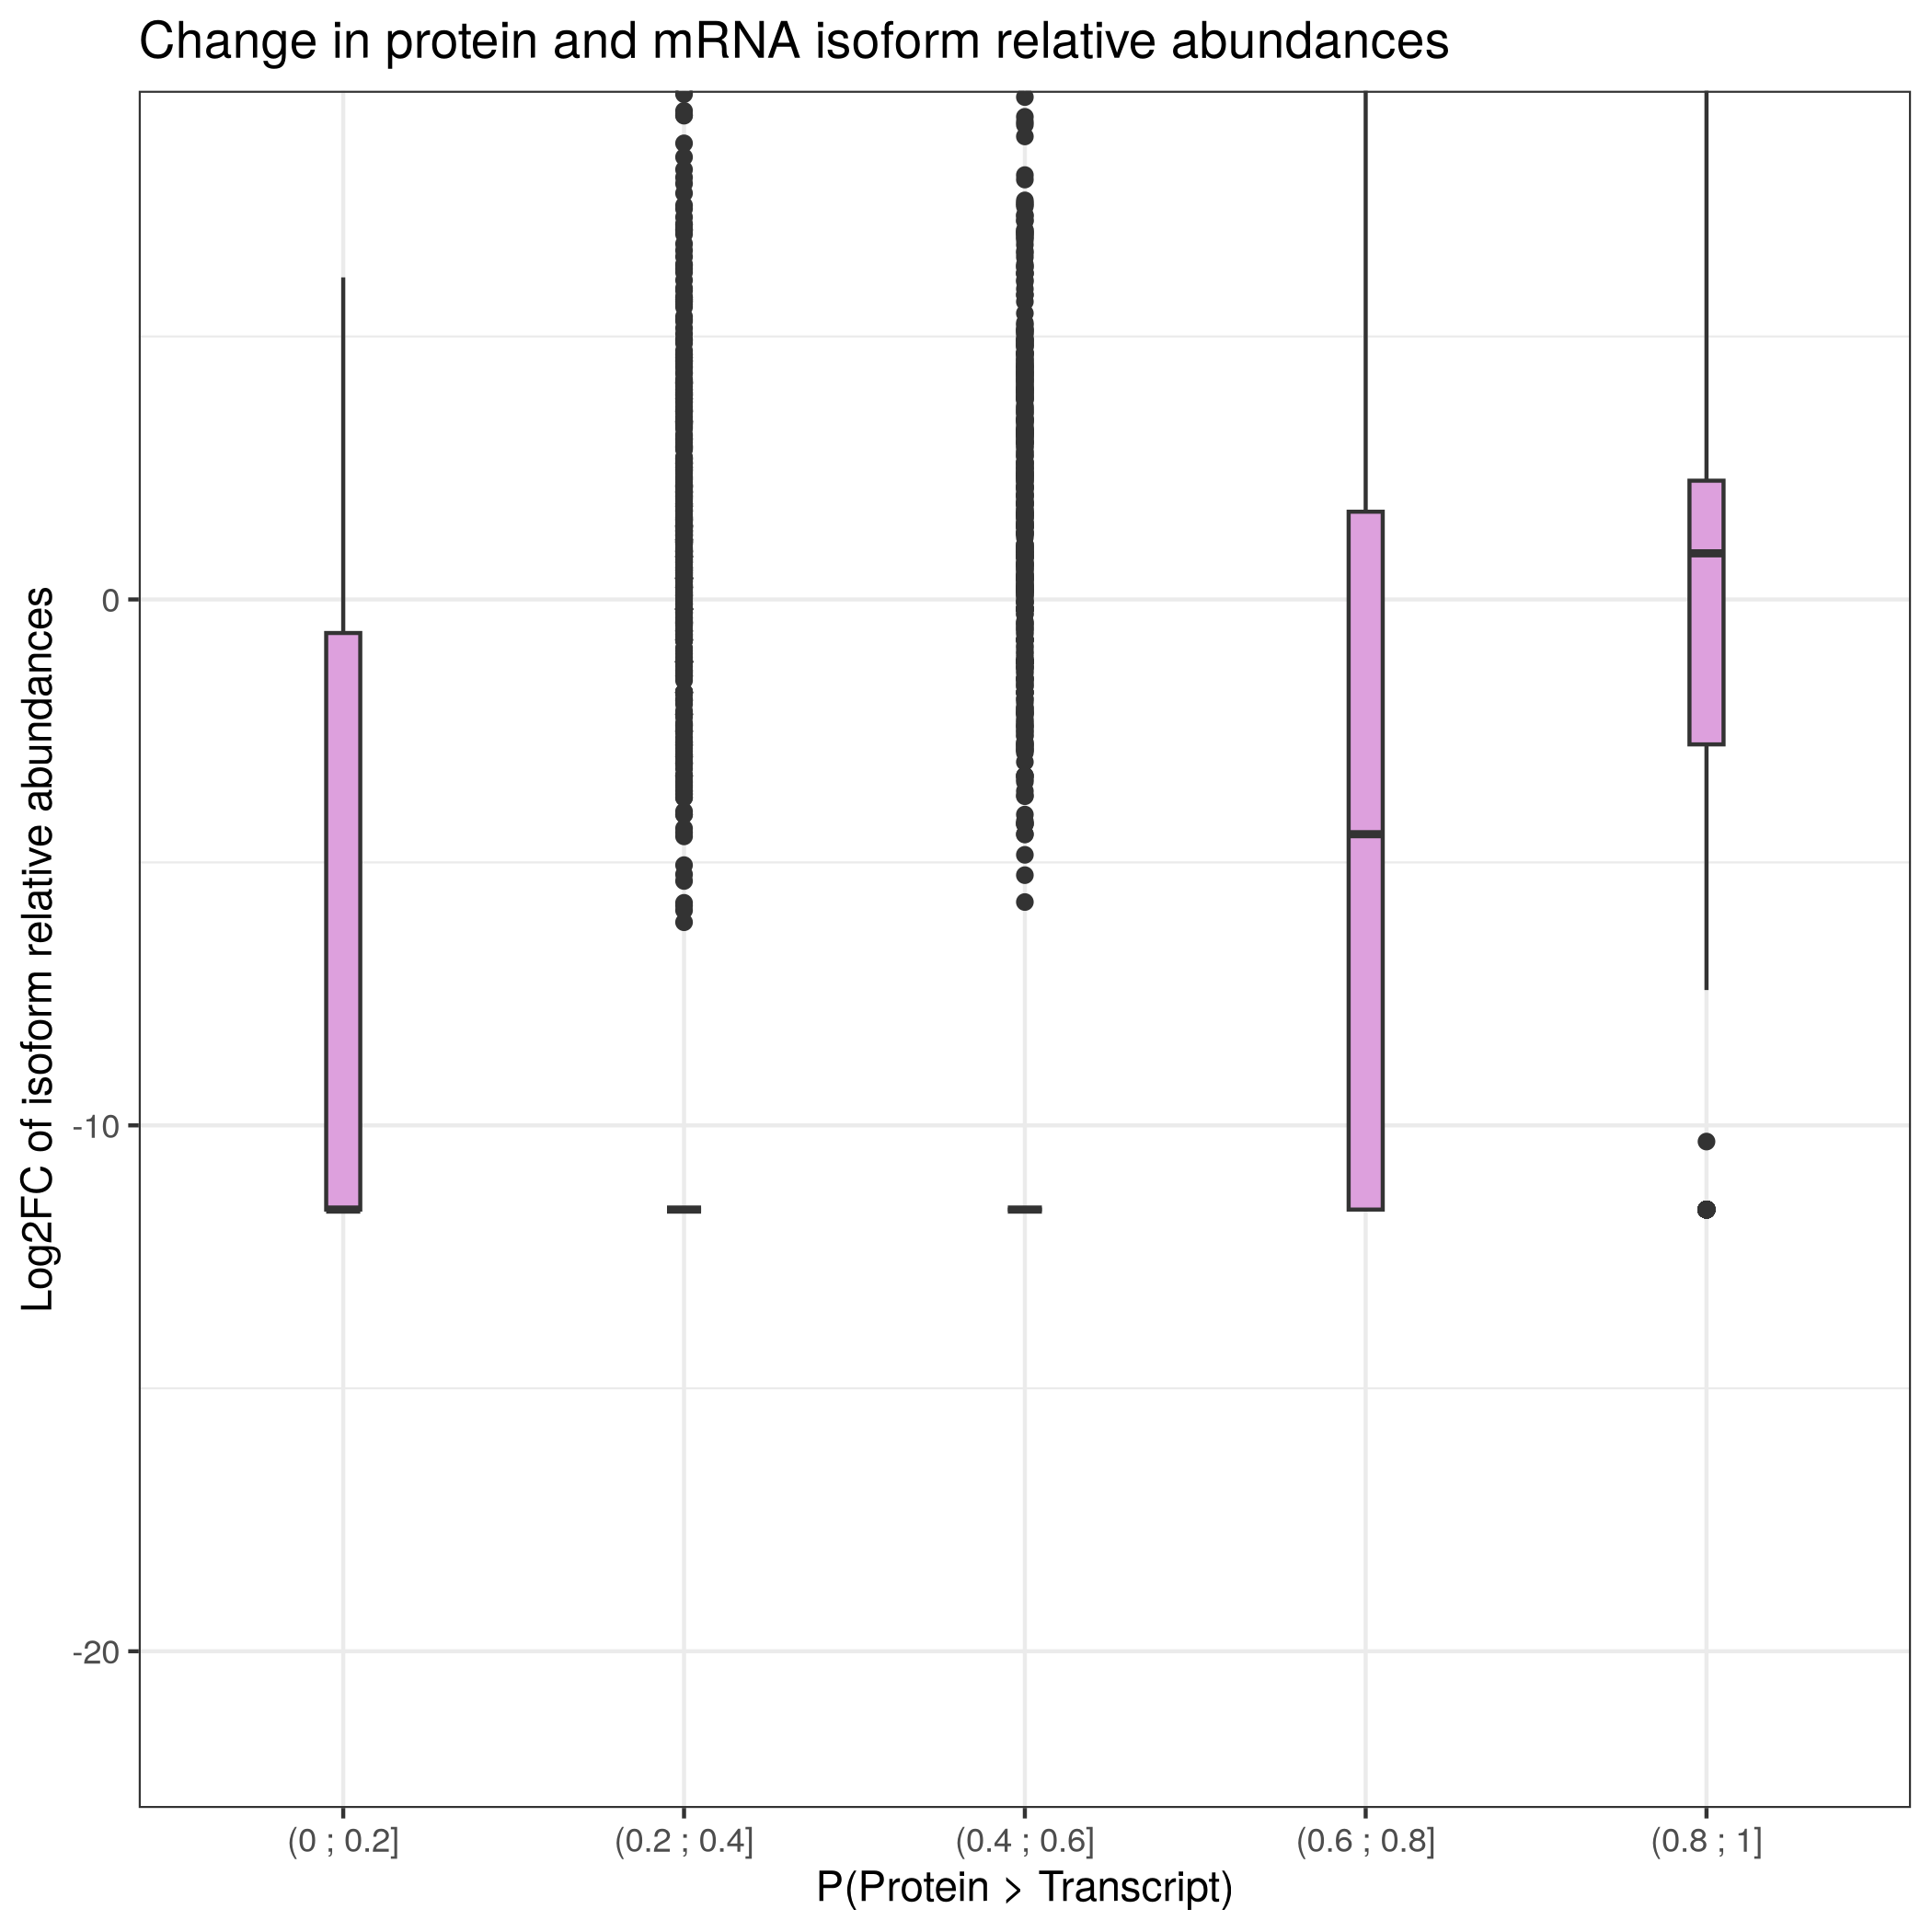 Change in protein and mRNA isoform relative abundances
Log2FC of isoform relative abundances
0
-10
-20
(0 ; 0.2]
(0.2 ; 0.4]
(0.4 ; 0.6]
(0.6 ; 0.8]
(0.8 ; 1]
P(Protein > Transcript)